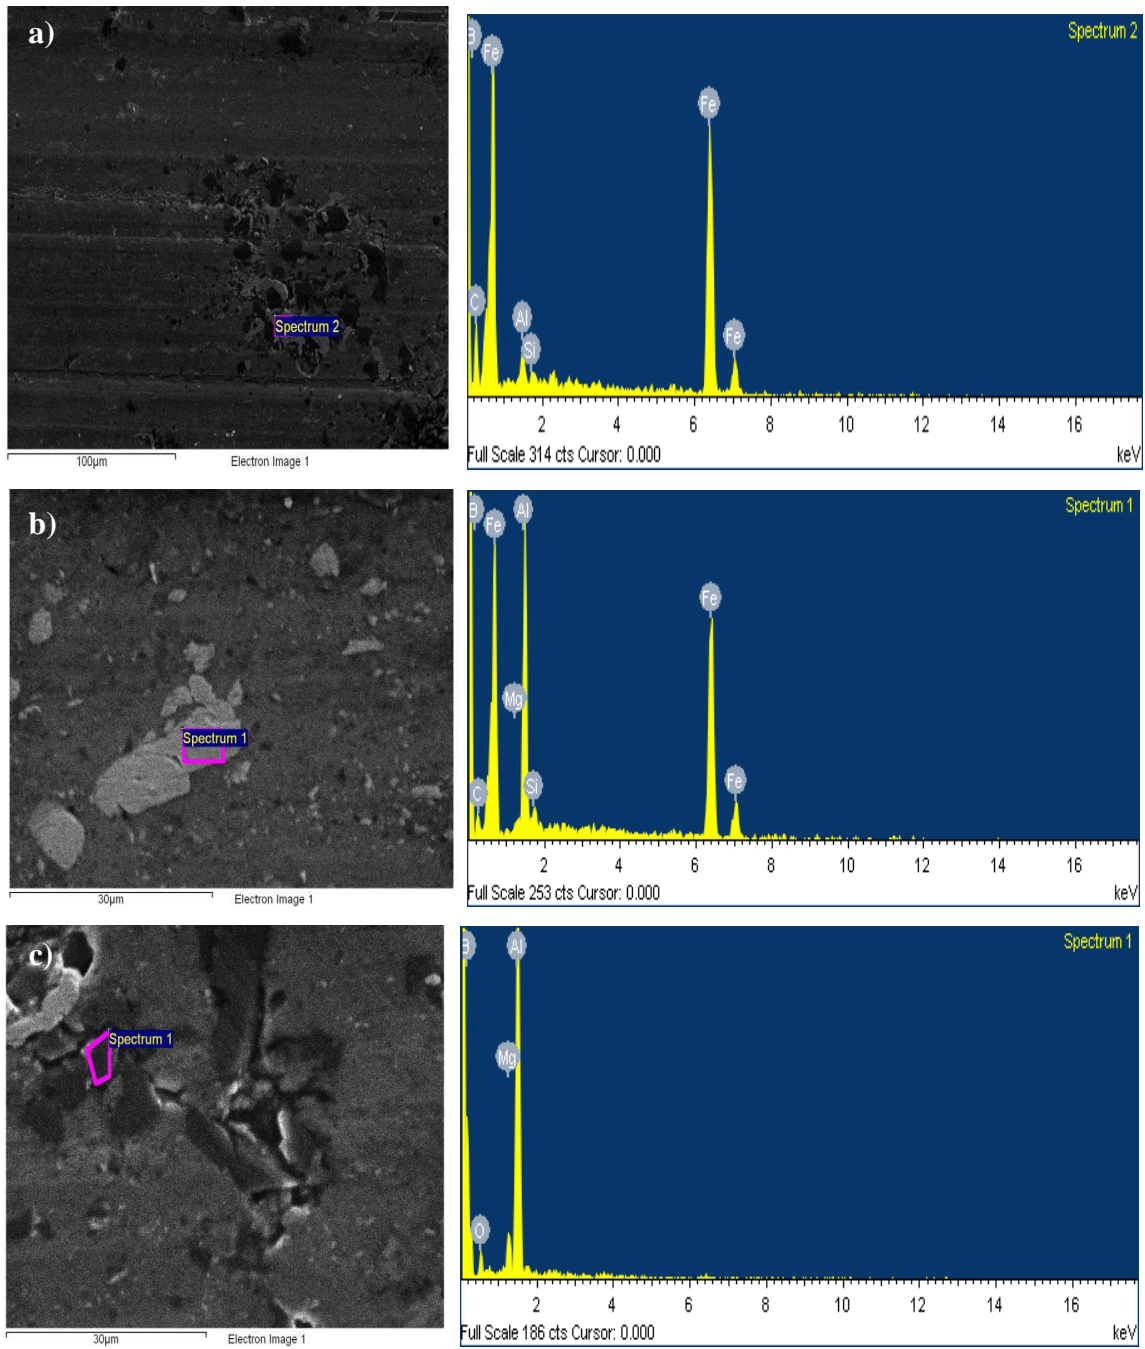 a)
Spectrum 2
100µm
Electron Image 1
Spectrum 2
B
Fe
Fe
C
Al
Si
Fe
2 4 6 8 10 12 14 16
Full Scale 314 cts Cursor: 0.000
keV
b)
Spectrum 1
30µm
Electron Image 1
Spectrum 1
B
Fe
Al
Fe
Mg
C
Si
Fe
2 4 6 8 10 12 14 16
Full Scale 253 cts Cursor: 0.000
keV
c)
Spectrum 1
30µm
Electron Image 1
Spectrum 1
B
Al
Mg
O
2 4 6 8 10 12 14 16
Full Scale 186 cts Cursor: 0.000
keV